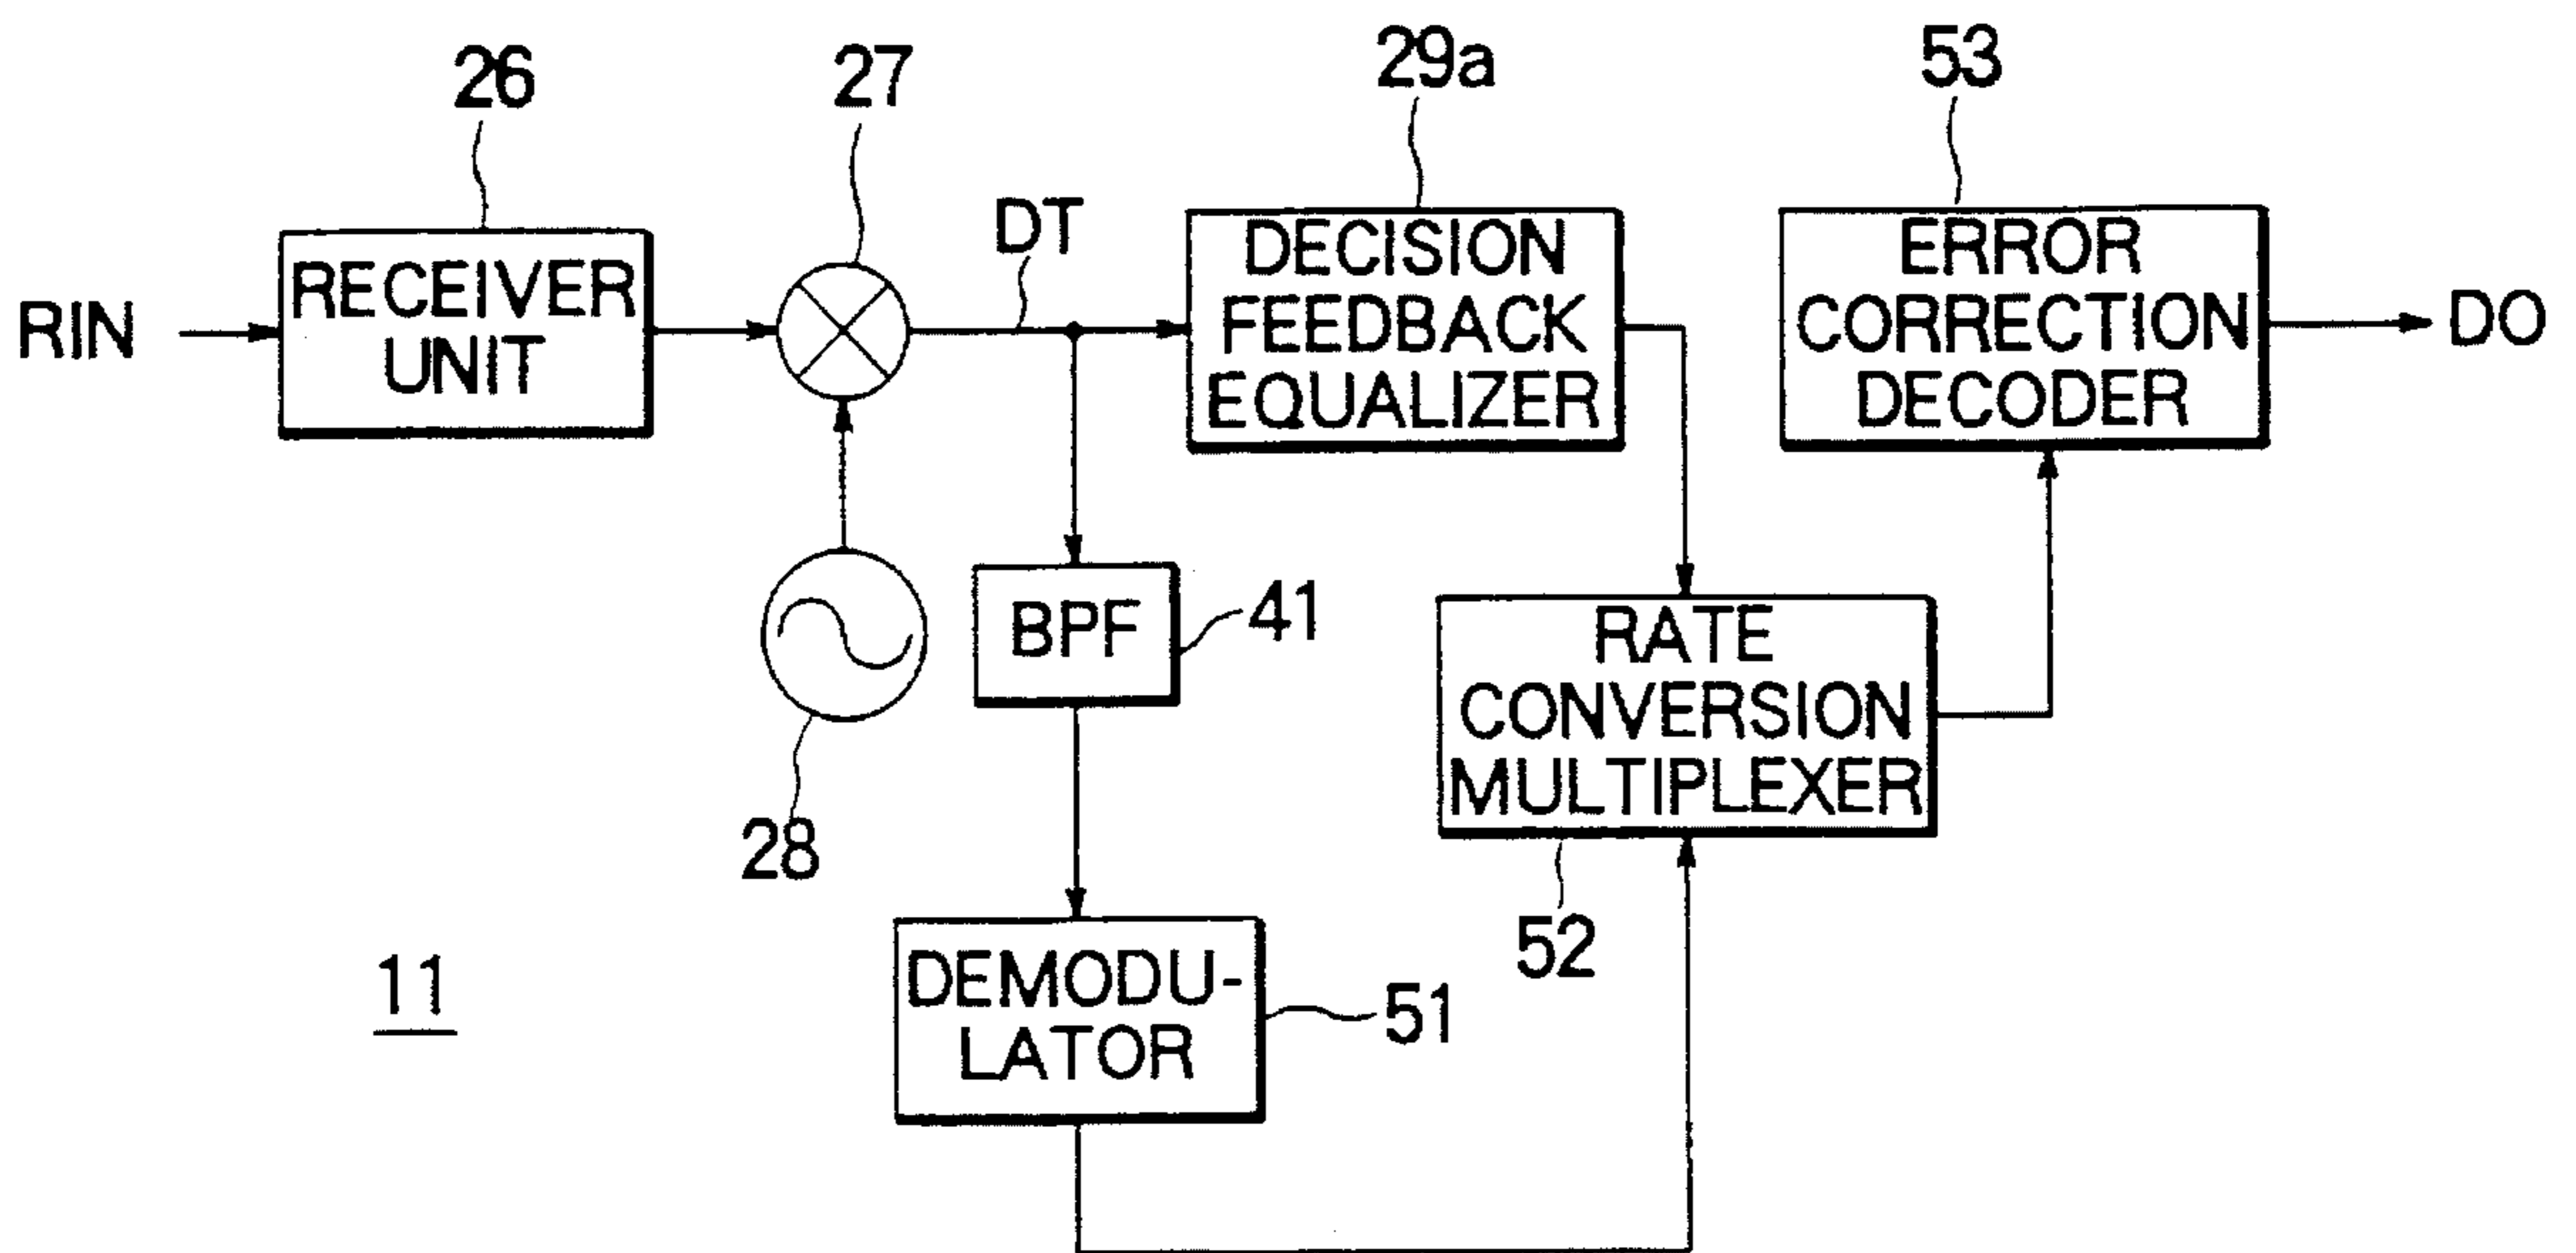 26
27
29a
53
RIN
RECEIVER
UNIT
DT
DECISION
FEEDBACK
EQUALIZER
ERROR
CORRECTION
DECODER
DO
28
BPF
41
RATE
CONVERSION
MULTIPLEXER
52
DEMODU-
LATOR
51
11